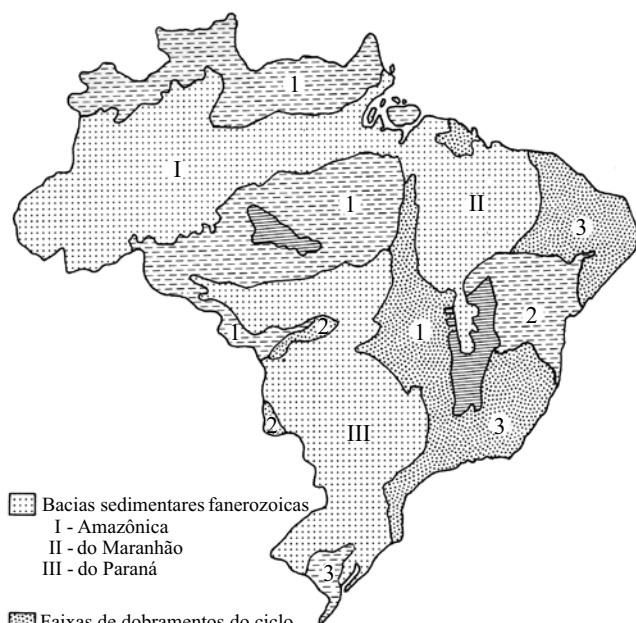 1
I
1
II
3
2
1
1
2
2
III
3
3
Bacias sedimentares fanerozoicas
I - Amazônica
II - do Maranhão
III - do Paraná
Faixas de dobramentos do ciclo